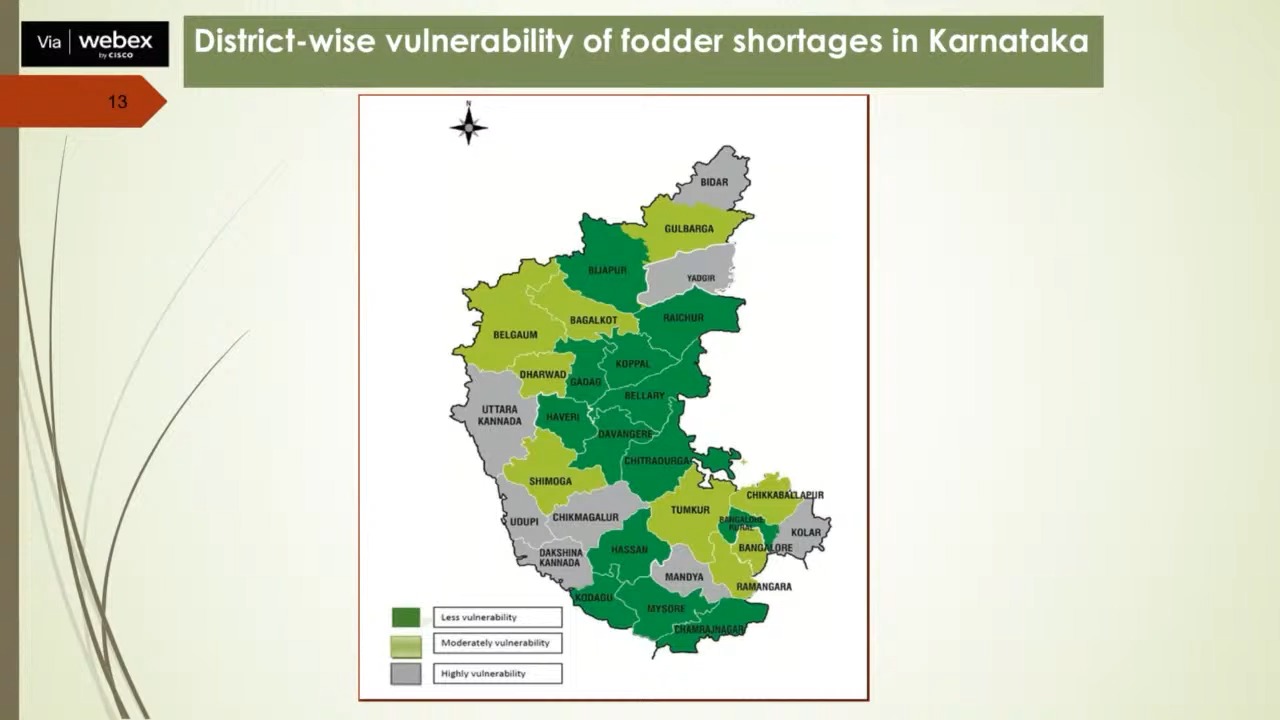 Via | webex
by CISCO
District-wise vulnerability of fodder shortages in Karnataka
13
N
BIDAR
GULBARGA
BIJAPUR
YADGIR
RAICHUR
BAGALKOT
BELGAUM
KOPPAL
DHARWAD
GADAG
BELLARY
UTTARA
KANNADA
HAVERI
DAVANGERE
CHITRADURGA
SHIMOGA
CHIKKABALLAPUR
TUMKUR
UDUPI
CHIKMAGALUR
BANGALORE
RURAL
KOLAR
HASSAN
BANGALORE
DAKSHINA
KANNADA
MANDYA
RAMANGARA
KODAGU
MYSORE
CHAMRAJNAGAR
Less vulnerability
Moderately vulnerability
Highly vulnerability